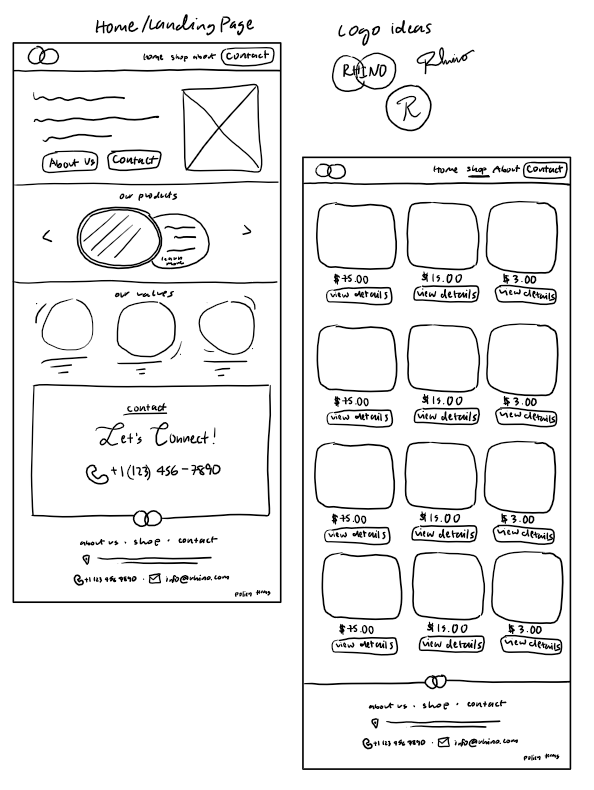 Home/Landing Page
Home shop about Contact
About Us Contact
our products
<
learn more
>
our values
contact
Let's Connect!
+1 (123) 456-7890
about us · shop · contact
+1 123 456 7890 · info@rhino.com
Policy terms
Logo ideas
RHINO
Rhino
R
Home shop About Contact
$75.00 $15.00 $3.00
view details view details view details
$75.00 $15.00 $3.00
view details view details view details
$75.00 $15.00 $3.00
view details view details view details
$75.00 $15.00 $3.00
view details view details view details
about us · shop · contact
+1 123 456 7890 · info@rhino.com
Policy terms